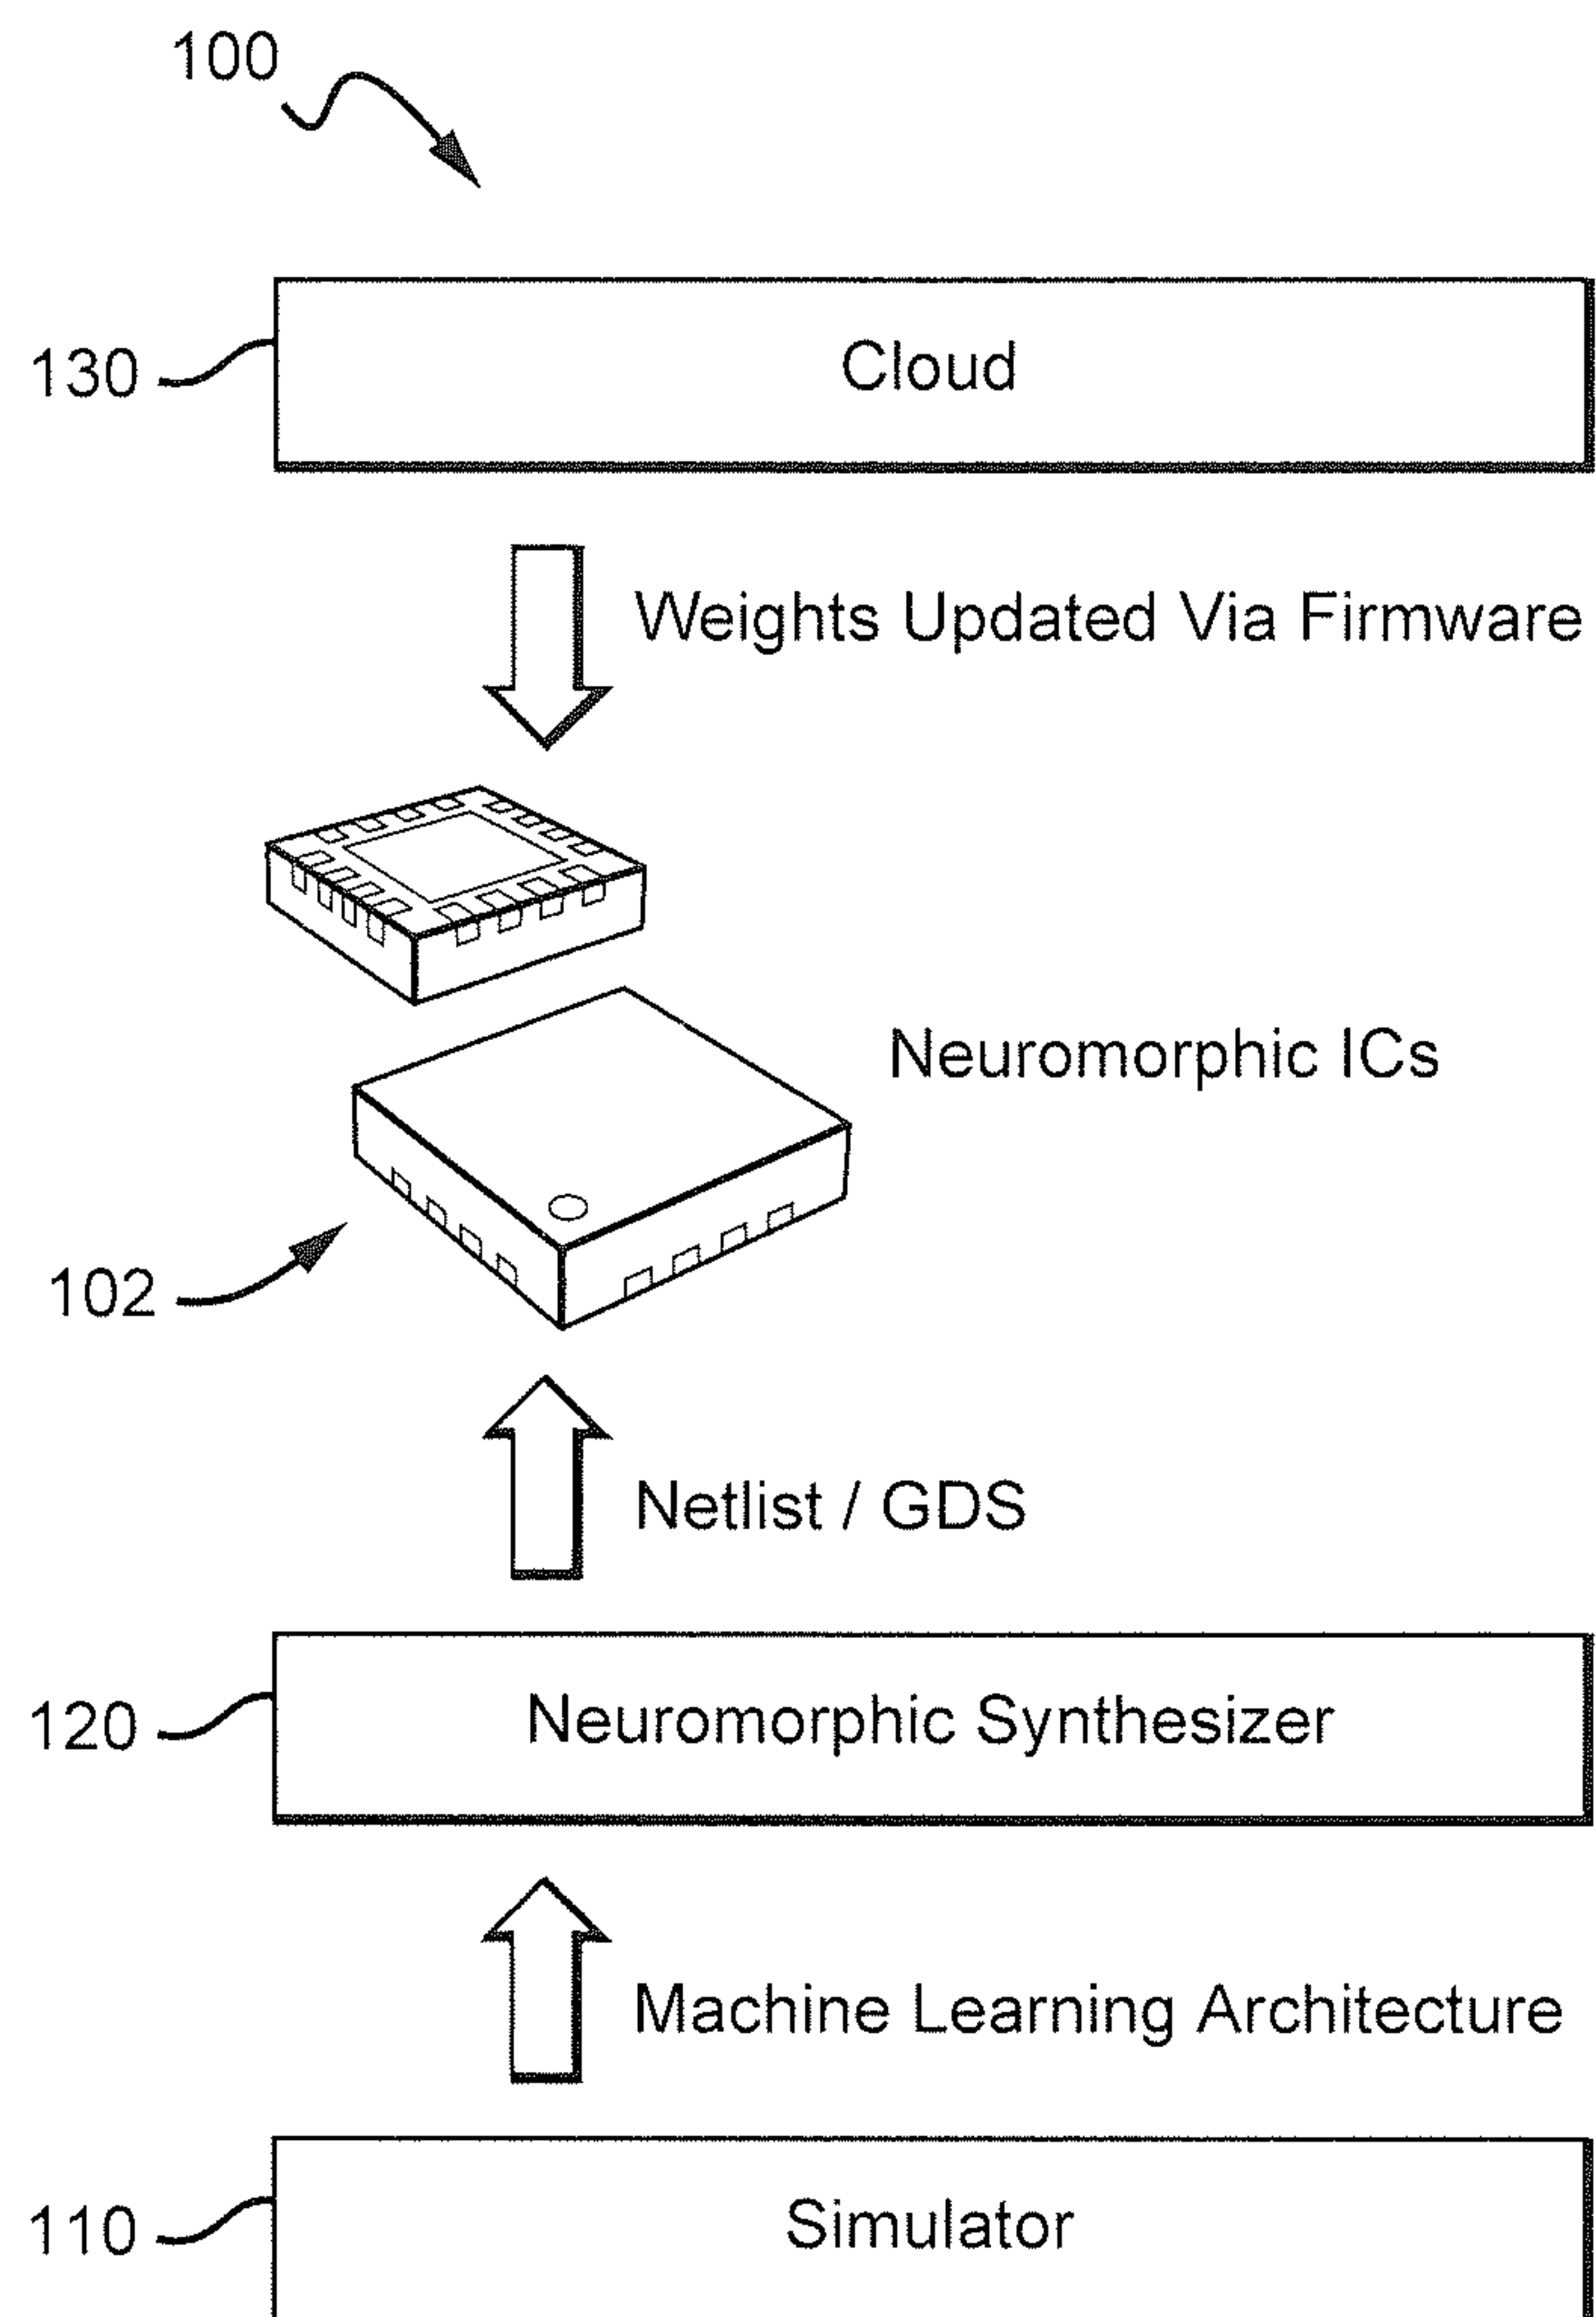 100
130
Cloud
Weights Updated Via Firmware
Neuromorphic ICs
102
Netlist / GDS
120
Neuromorphic Synthesizer
Machine Learning Architecture
110
Simulator